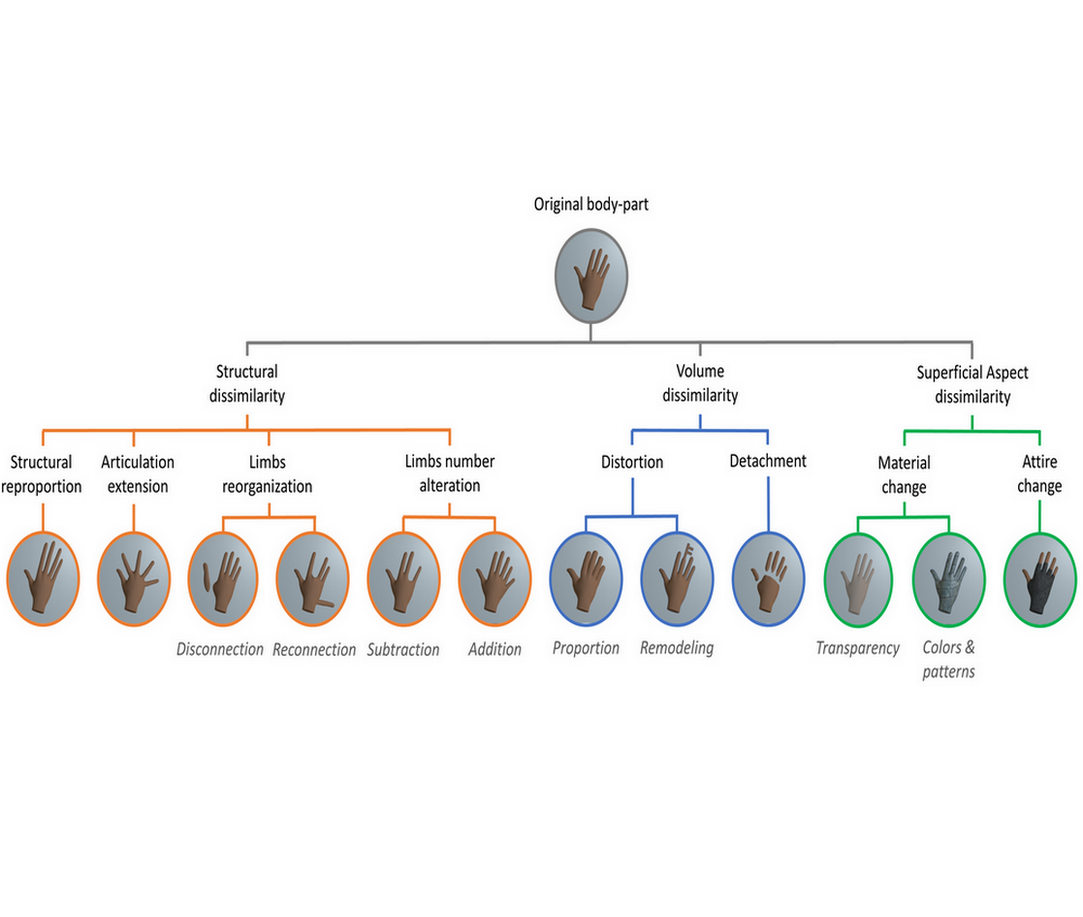 Original body-part
Structural
dissimilarity
Volume
dissimilarity
Superficial Aspect
dissimilarity
Structural
reproportion
Articulation
extension
Limbs
reorganization
Limbs number
alteration
Distortion
Detachment
Material
change
Attire
change
Disconnection
Reconnection
Subtraction
Addition
Proportion
Remodeling
Transparency
Colors &
patterns